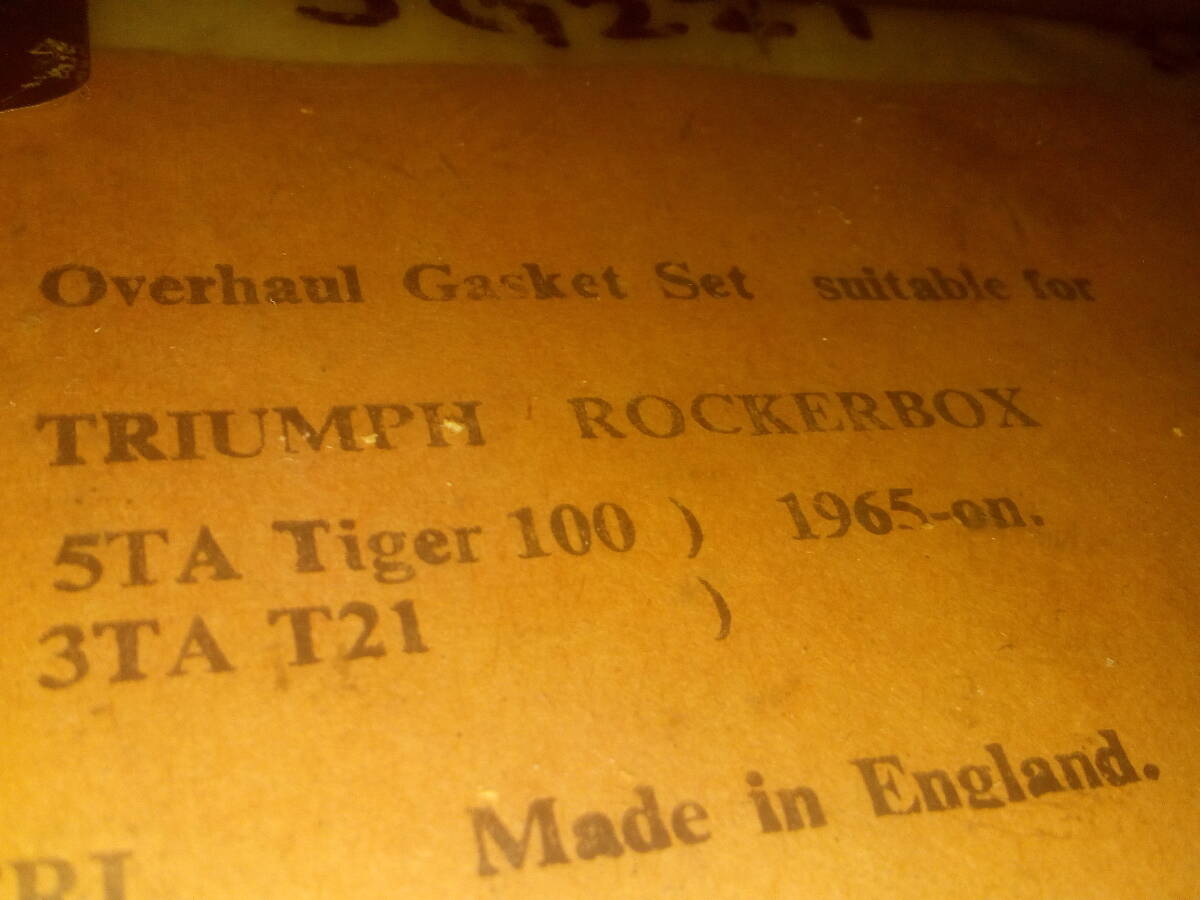 Overhaul Gasket Set suitable for
TRIUMPH ROCKERBOX
5TA Tiger 100 ) 1965-on.
3TA T21 )
Made in England.